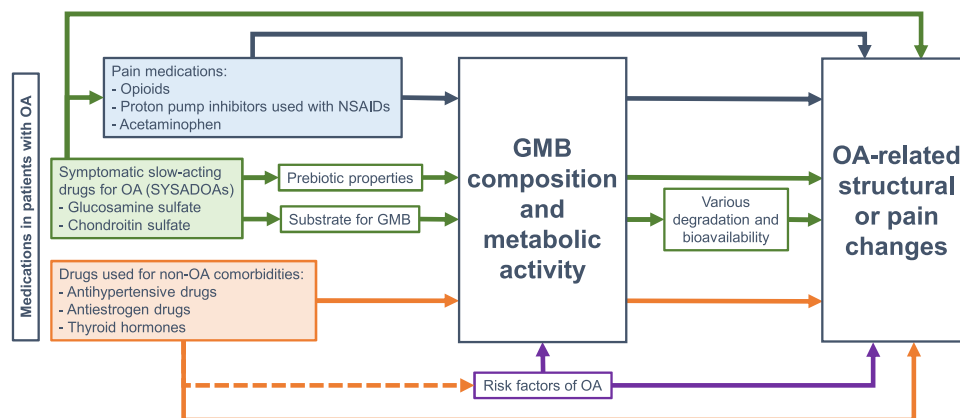 Medications in patients with OA
Pain medications:
- Opioids
- Proton pump inhibitors used with NSAIDs
- Acetaminophen
Symptomatic slow-acting
drugs for OA (SYSADOAs)
- Glucosamine sulfate
- Chondroitin sulfate
Prebiotic properties
Substrate for GMB
Drugs used for non-OA comorbidities:
- Antihypertensive drugs
- Antiestrogen drugs
- Thyroid hormones
GMB
composition
and
metabolic
activity
Various
degradation and
bioavailability
Risk factors of OA
OA-related
structural
or pain
changes